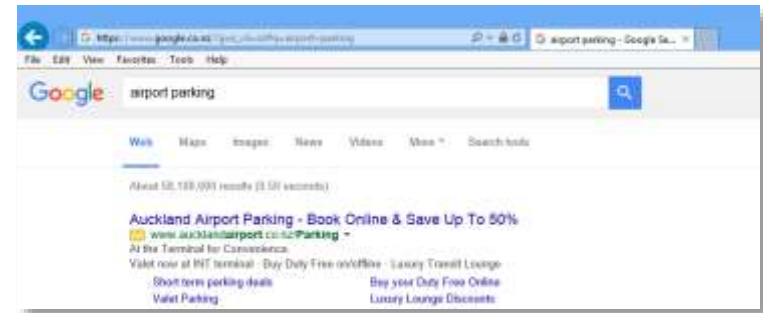 google.co.nz
airport parking - Google Se...
File Edit View Favorites Tools Help
Google airport parking
Web Maps Images News Videos More Search tools
About results
Auckland Airport Parking - Book Online & Save Up To 50%
www.aucklandairport.co.nz/Parking
At the Terminal for Convenience
Valet now at INT terminal · Buy Duty Free on/offline · Luxury Transit Lounge
Short term parking deals Buy your Duty Free Online
Valet Parking Luxury Lounge Discounts